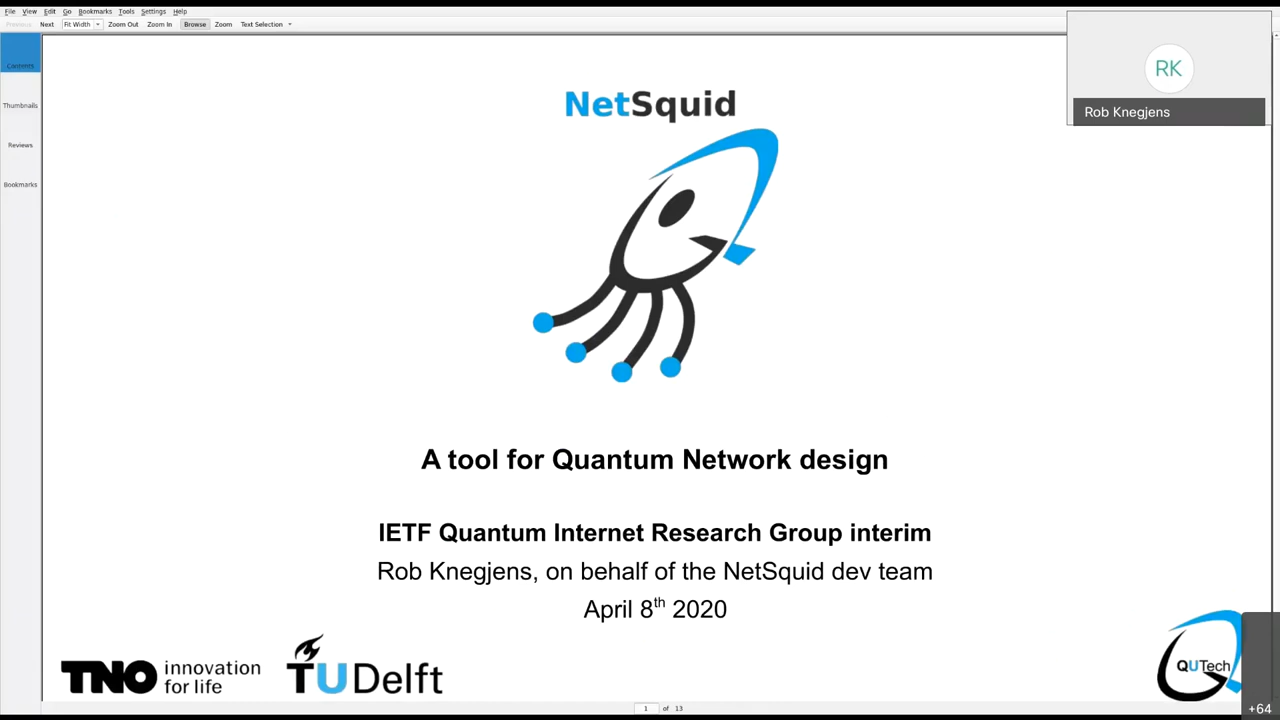 File View Edit Go Bookmarks Tools Settings Help
Previous Next Fit Width Zoom Out Zoom In Browse Zoom Text Selection
Contents
Thumbnails
Reviews
Bookmarks
RK
Rob Knegjens
NetSquid
A tool for Quantum Network design
IETF Quantum Internet Research Group interim
Rob Knegjens, on behalf of the NetSquid dev team
April 8th 2020
TNO innovation
for life
TUDelft
QUTech
+64
1 of 13